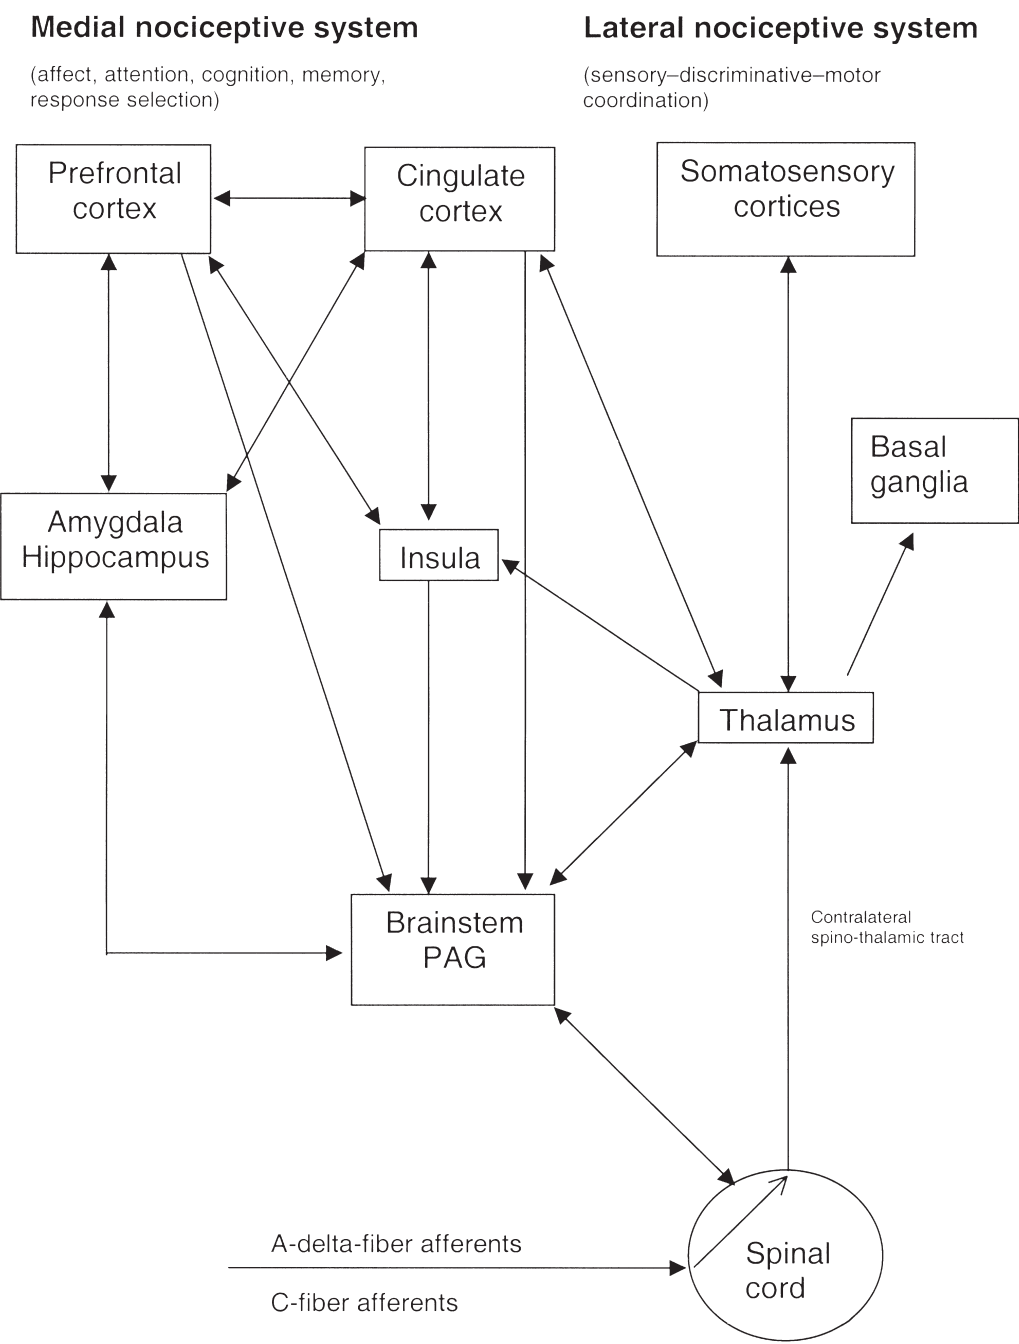 Medial nociceptive system
(affect, attention, cognition, memory,
response selection)
Lateral nociceptive system
(sensory–discriminative–motor
coordination)
Prefrontal
cortex
Cingulate
cortex
Somatosensory
cortices
Basal
ganglia
Amygdala
Hippocampus
Insula
Thalamus
Brainstem
PAG
Contralateral
spino-thalamic tract
A-delta-fiber afferents
C-fiber afferents
Spinal
cord